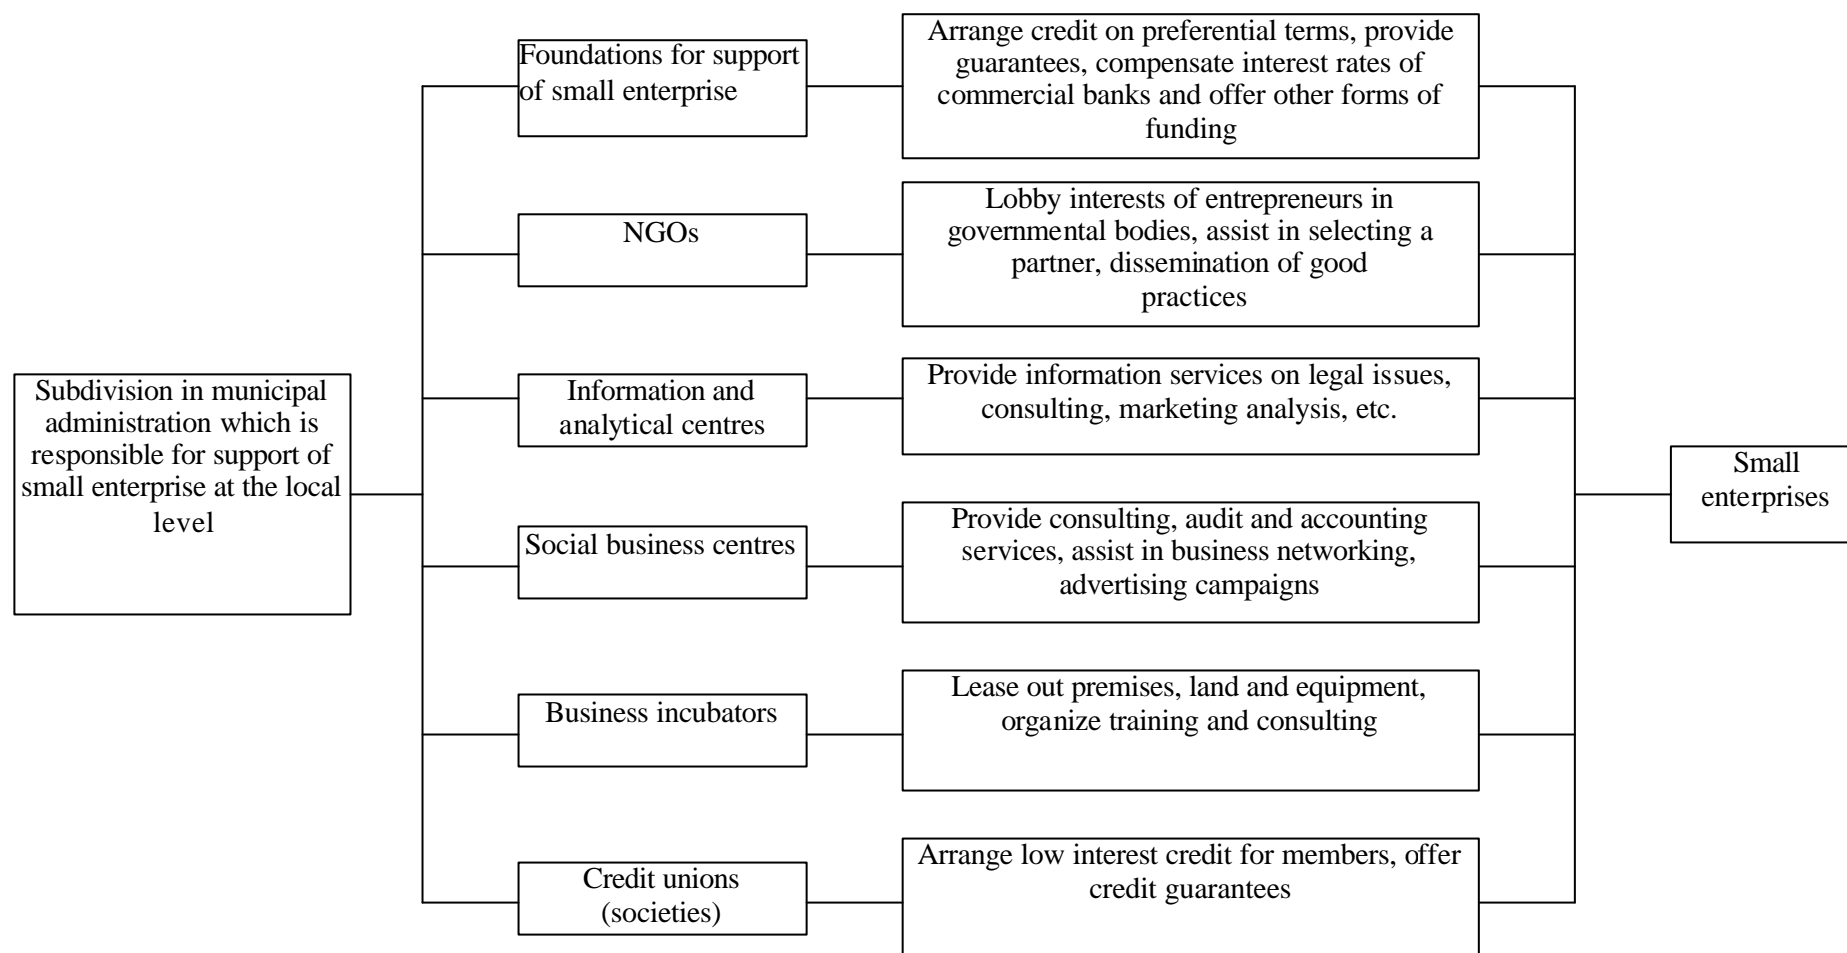 Subdivision in municipal
administration which is
responsible for support of
small enterprise at the local
level
Foundations for support
of small enterprise
Arrange credit on preferential terms, provide
guarantees, compensate interest rates of
commercial banks and offer other forms of
funding
NGOs
Lobby interests of entrepreneurs in
governmental bodies, assist in selecting a
partner, dissemination of good
practices
Information and
analytical centres
Provide information services on legal issues,
consulting, marketing analysis, etc.
Social business centres
Provide consulting, audit and accounting
services, assist in business networking,
advertising campaigns
Business incubators
Lease out premises, land and equipment,
organize training and consulting
Credit unions
(societies)
Arrange low interest credit for members, offer
credit guarantees
Small
enterprises